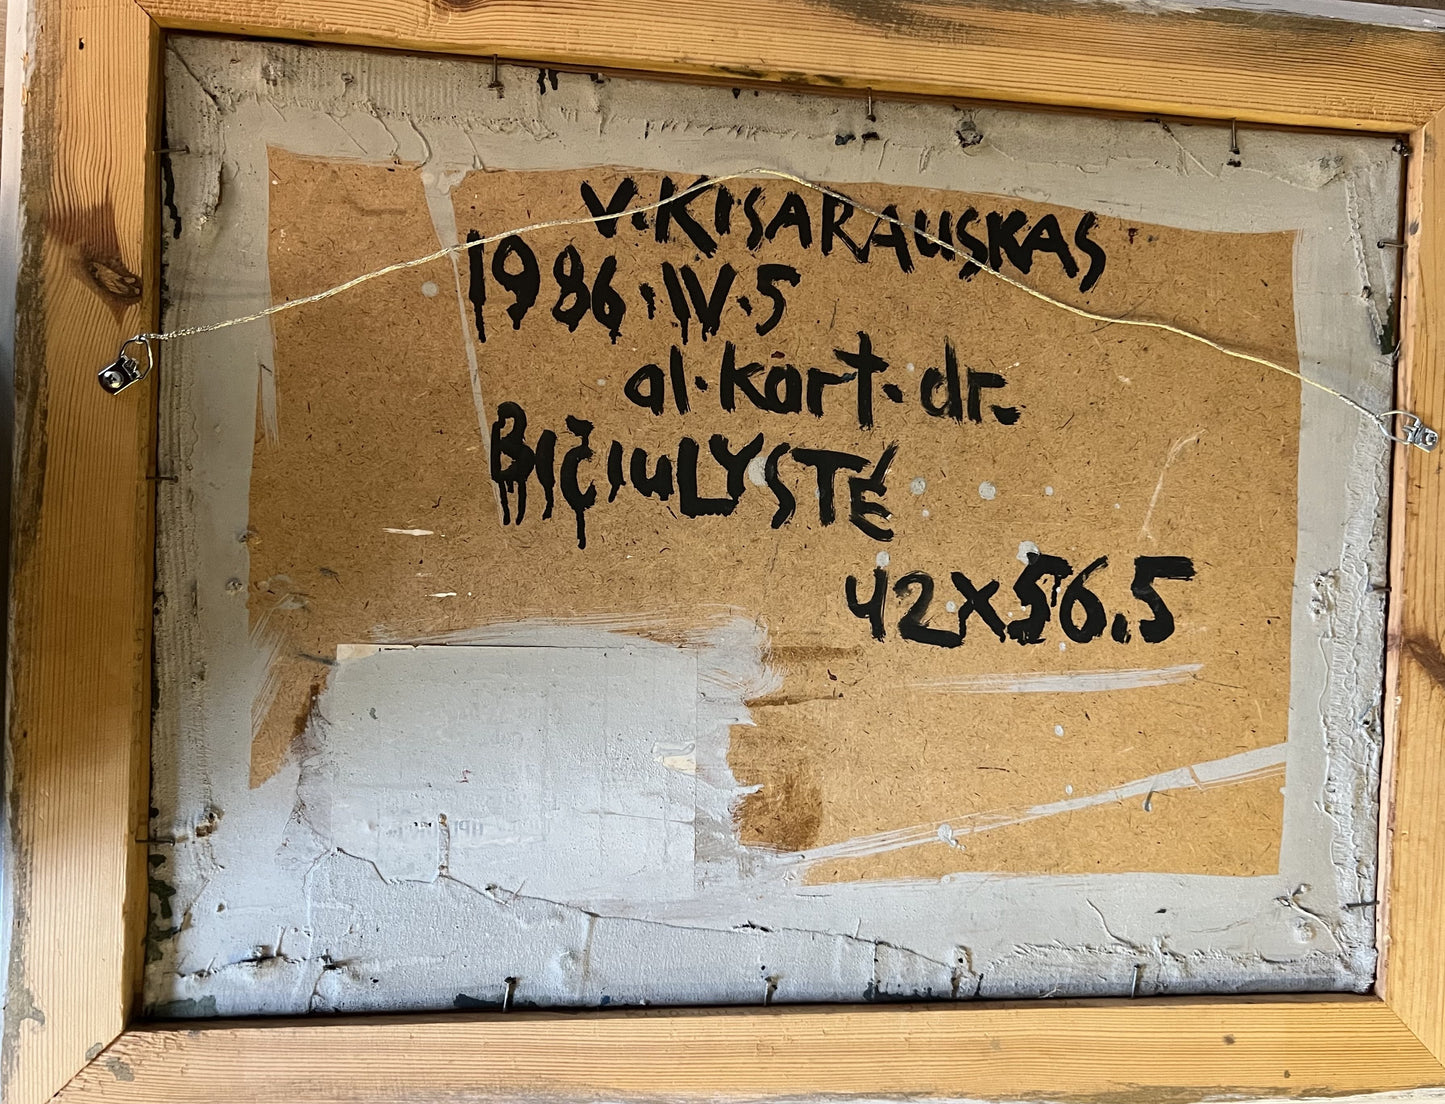 V. KISARAUSKAS
1986. IV. 5
al. kart. dr.
BIČIULYSTĖ
42X56.5